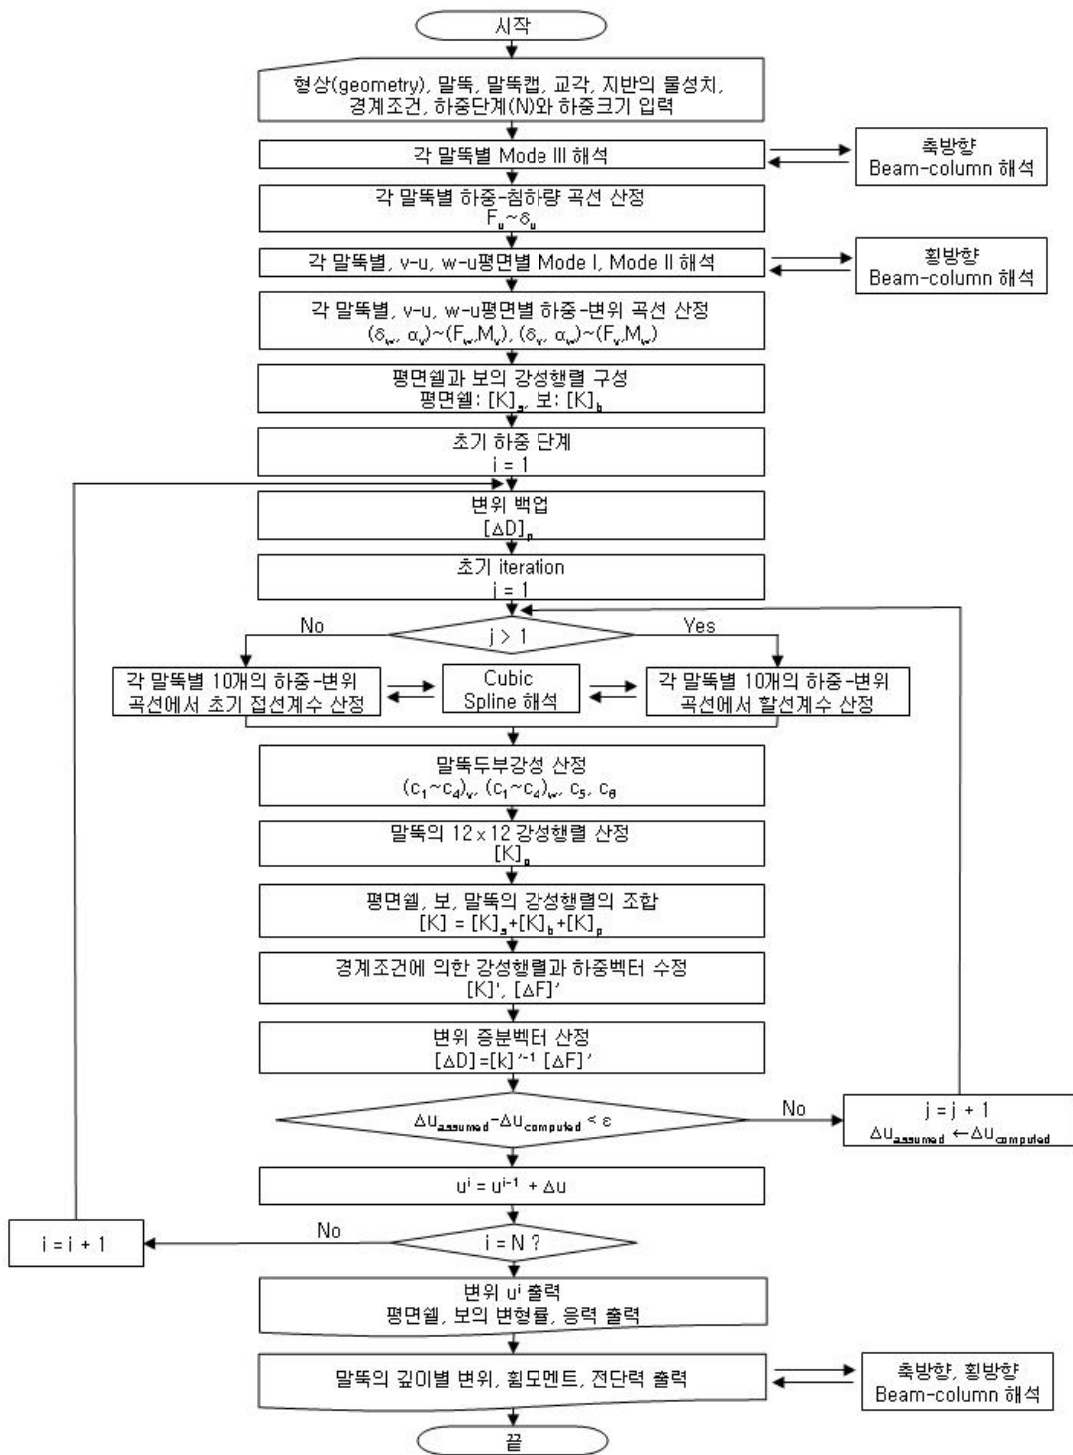 시작
형상(geometry), 말뚝, 말뚝캡, 교각, 지반의 물성치,
경계조건, 하중단계(N)와 하중크기 입력
각 말뚝별 Mode III 해석
축방향
Beam-column 해석
각 말뚝별 하중-침하량 곡선 산정
F_u~δ_u
각 말뚝별, v-u, w-u평면별 Mode I, Mode II 해석
횡방향
Beam-column 해석
각 말뚝별, v-u, w-u평면별 하중-변위 곡선 산정
(δ_w, α_v)~(F_w,M_v), (δ_v, α_w)~(F_v,M_w)
평면쉘과 보의 강성행렬 구성
평면쉘: [K]_s, 보: [K]_b
초기 하중 단계
i = 1
변위 백업
[ΔD]_p
초기 iteration
j = 1
No
j > 1
Yes
각 말뚝별 10개의 하중-변위
곡선에서 초기 접선계수 산정
Cubic
Spline 해석
각 말뚝별 10개의 하중-변위
곡선에서 할선계수 산정
말뚝두부강성 산정
(c₁~c₄)_v, (c₁~c₄)_w, c₅, c₆
말뚝의 12 x 12 강성행렬 산정
[K]_p
평면쉘, 보, 말뚝의 강성행렬의 조합
[K] = [K]_s+[K]_b+[K]_p
경계조건에 의한 강성행렬과 하중벡터 수정
[K]', [ΔF]'
변위 증분벡터 산정
[ΔD]=[k]'⁻¹ [ΔF]'
Δu_assumed-Δu_computed < ε
No
j = j + 1
Δu_assumed ←Δu_computed
uⁱ = uⁱ⁻¹ + Δu
i = i + 1
No
i = N ?
변위 uⁱ 출력
평면쉘, 보의 변형률, 응력 출력
말뚝의 깊이별 변위, 휨모멘트, 전단력 출력
축방향, 횡방향
Beam-column 해석
끝